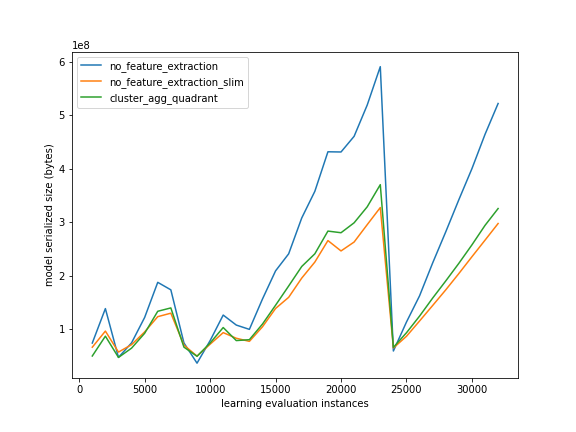 1e8
no_feature_extraction
no_feature_extraction_slim
cluster_agg_quadrant
6
5
4
3
2
1
model serialized size (bytes)
0
5000
10000
15000
20000
25000
30000
learning evaluation instances